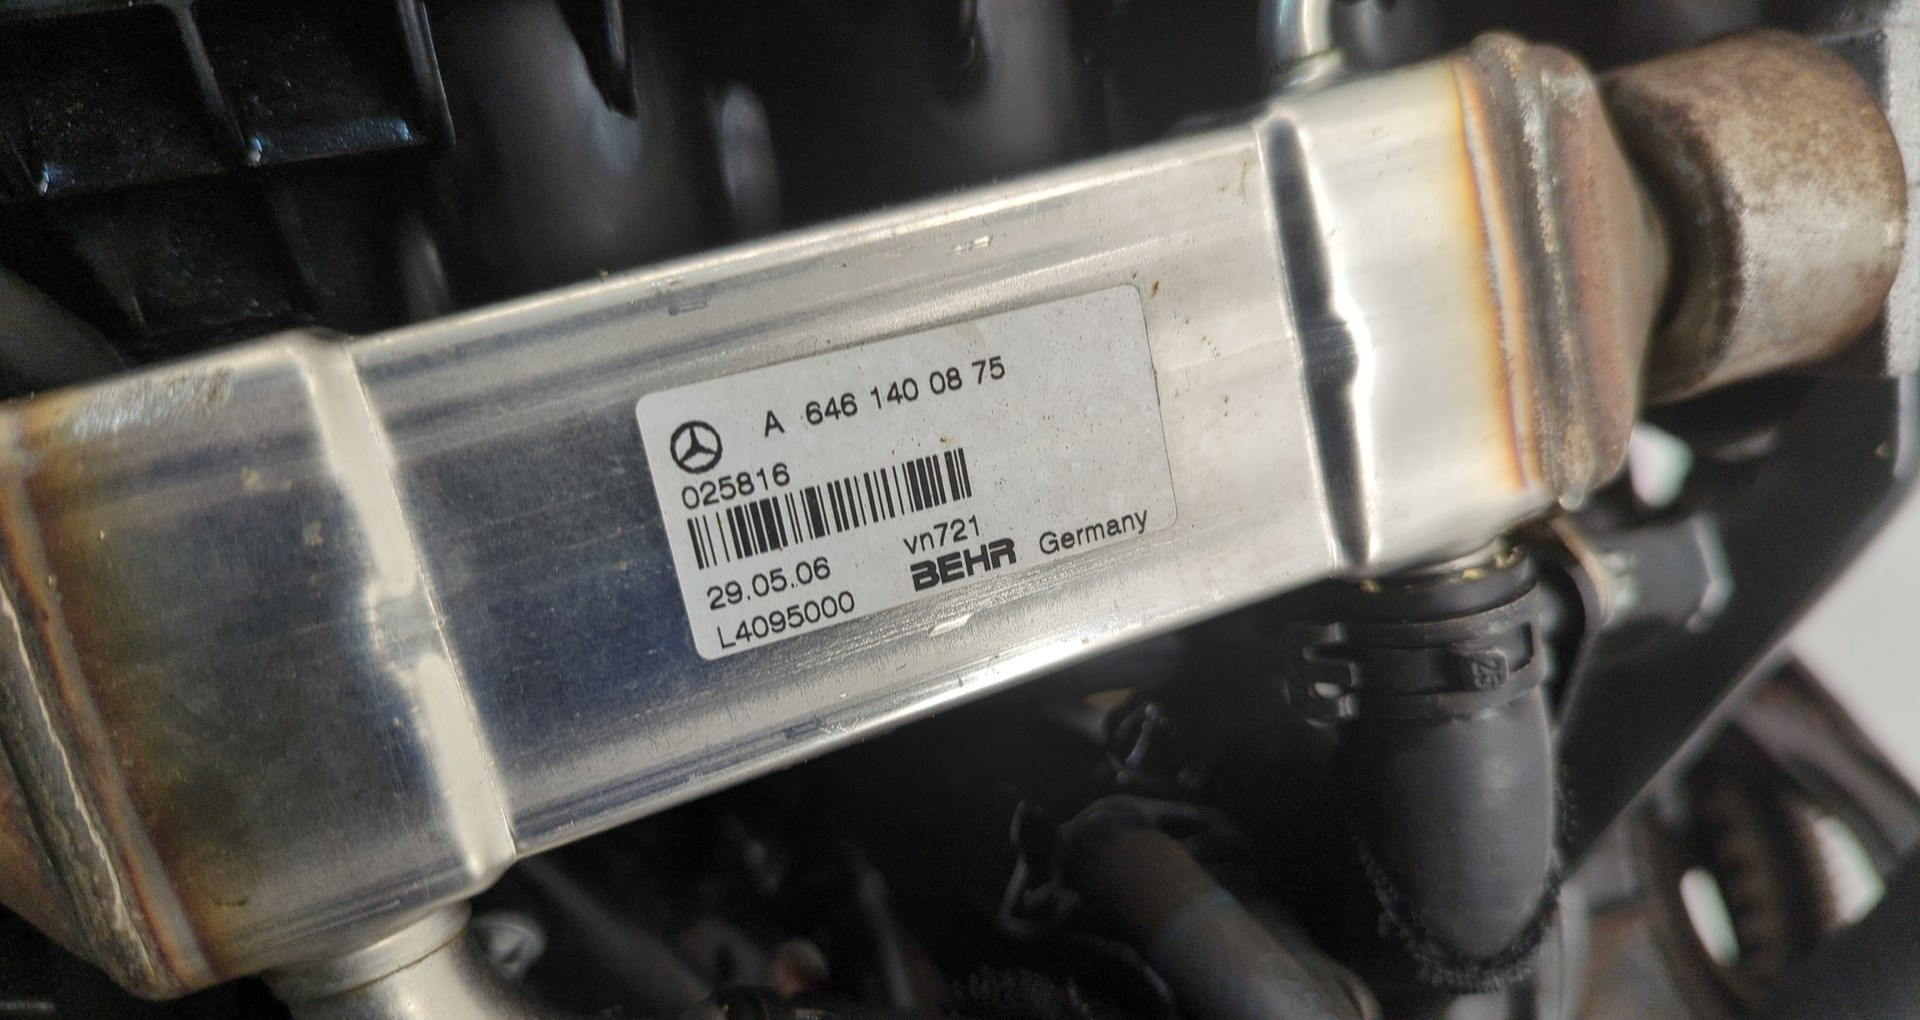 A 646 140 08 75
025816
vn721
29.05.06
BEHR Germany
L4095000